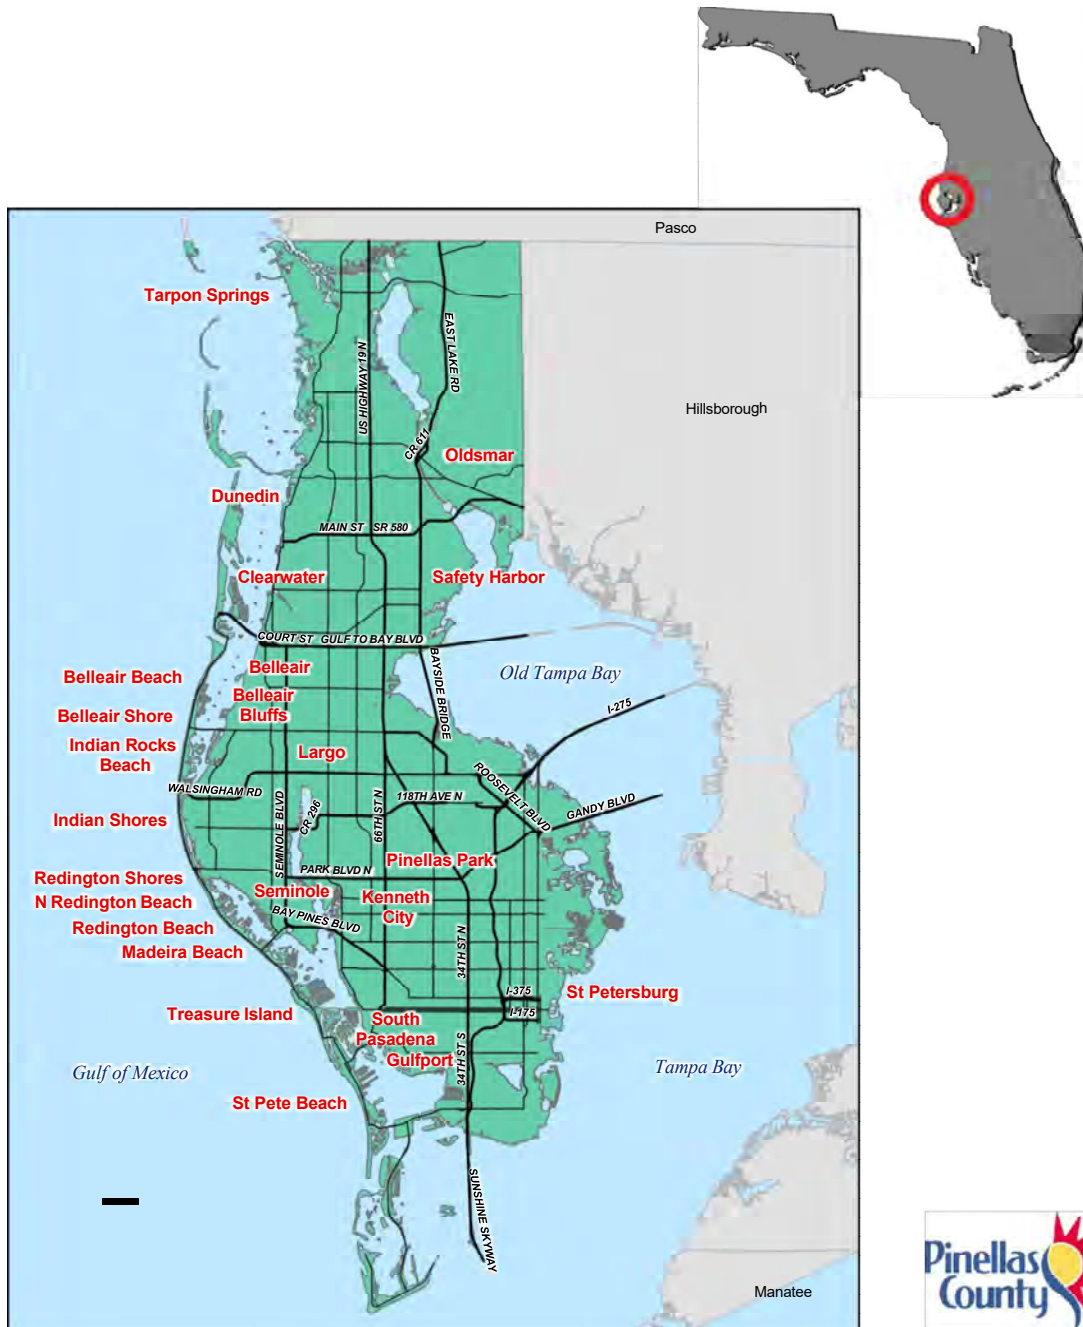 Pasco
Tarpon Springs
EAST LAKE RD
US HIGHWAY 19 N
Hillsborough
CR 611
Oldsmar
Dunedin
MAIN ST SR 580
Clearwater
Safety Harbor
COURT ST GULF TO BAY BLVD
Belleair
BAYSIDE BRIDGE
Old Tampa Bay
Belleair Beach
Belleair
Bluffs
Belleair Shore
I-275
Indian Rocks
Beach
Largo
WALSINGHAM RD
ROOSEVELT BLVD
118TH AVE N
GANDY BLVD
SEMINOLE BLVD
CR 296
66TH ST N
Indian Shores
Pinellas Park
PARK BLVD N
Redington Shores
Seminole
Kenneth
City
N Redington Beach
BAY PINES BLVD
Redington Beach
34TH ST N
Madeira Beach
I-375
St Petersburg
I-175
Treasure Island
South
Pasadena
Gulfport
34TH ST S
Gulf of Mexico
Tampa Bay
St Pete Beach
SUNSHINE SKYWAY
Manatee
Pinellas
County